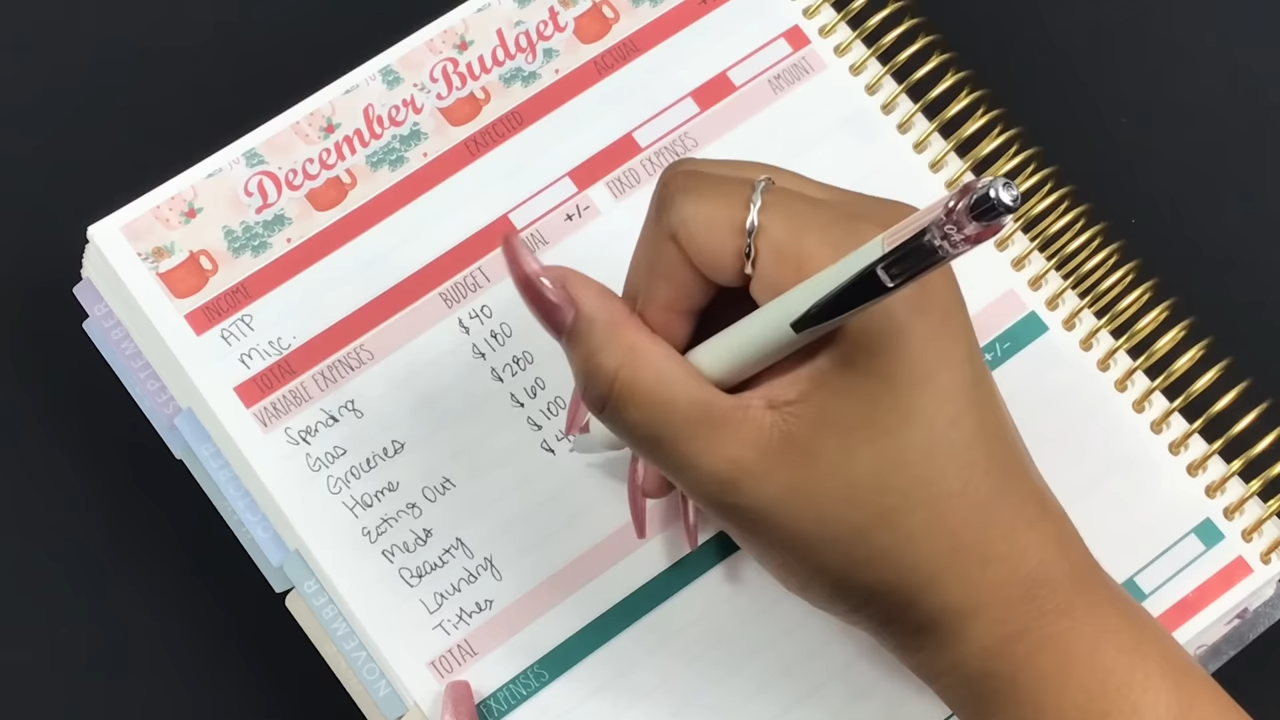 December Budget
INCOME EXPECTED ACTUAL +/-
ATP
Misc.
TOTAL
VARIABLE EXPENSES BUDGET +/-
FIXED EXPENSES AMOUNT
Spending $40
Gas $180
Groceries $280
Home $60
Eating Out $100
Meds $4
Beauty
Laundry
Tithes
TOTAL
EXPENSES
+/-
SEPTEMBER
OCTOBER
NOVEMBER